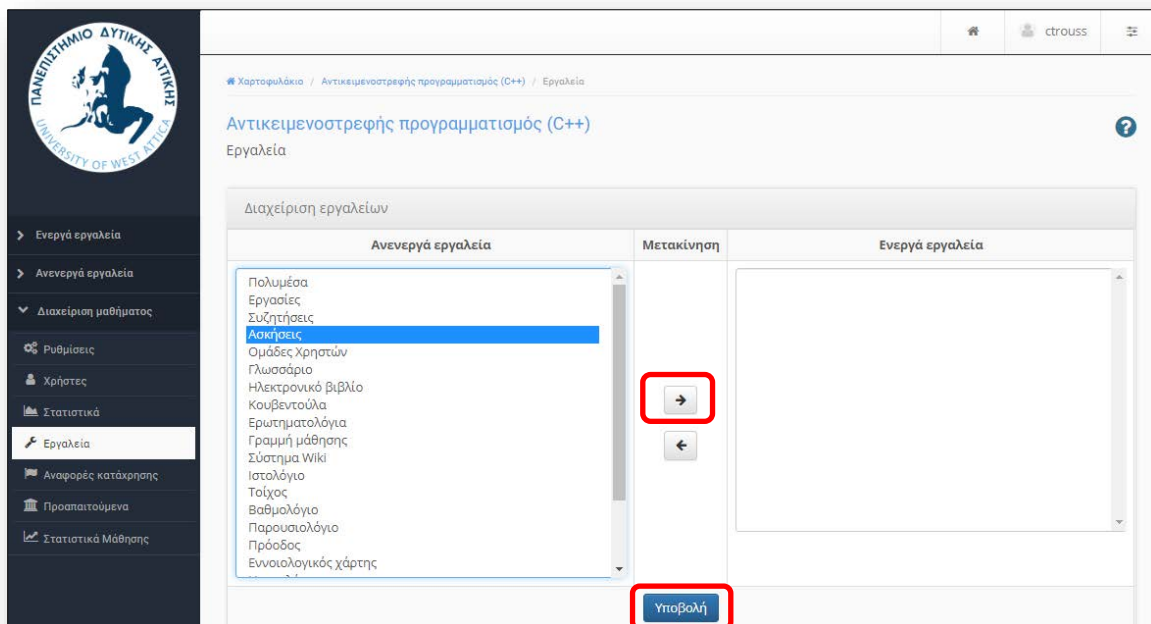 ΠΑΝΕΠΙΣΤΗΜΙΟ ΔΥΤΙΚΗΣ ΑΤΤΙΚΗΣ
UNIVERSITY OF WEST ATTICA
ctrouss
Χαρτοφυλάκιο / Αντικειμενοστρεφής προγραμματισμός (C++) / Εργαλεία
Αντικειμενοστρεφής προγραμματισμός (C++)
Εργαλεία
Ενεργά εργαλεία
Ανενεργά εργαλεία
Διαχείριση μαθήματος
Ρυθμίσεις
Χρήστες
Στατιστικά
Εργαλεία
Αναφορές κατάχρησης
Προαπαιτούμενα
Στατιστικά Μάθησης
Διαχείριση εργαλείων
Ανενεργά εργαλεία Μετακίνηση Ενεργά εργαλεία
Πολυμέσα
Εργασίες
Συζητήσεις
Ασκήσεις
Ομάδες Χρηστών
Γλωσσάριο
Ηλεκτρονικό βιβλίο
Κουβεντούλα
Ερωτηματολόγια
Γραμμή μάθησης
Σύστημα Wiki
Ιστολόγιο
Τοίχος
Βαθμολόγιο
Παρουσιολόγιο
Πρόοδος
Εννοιολογικός χάρτης
Υποβολή